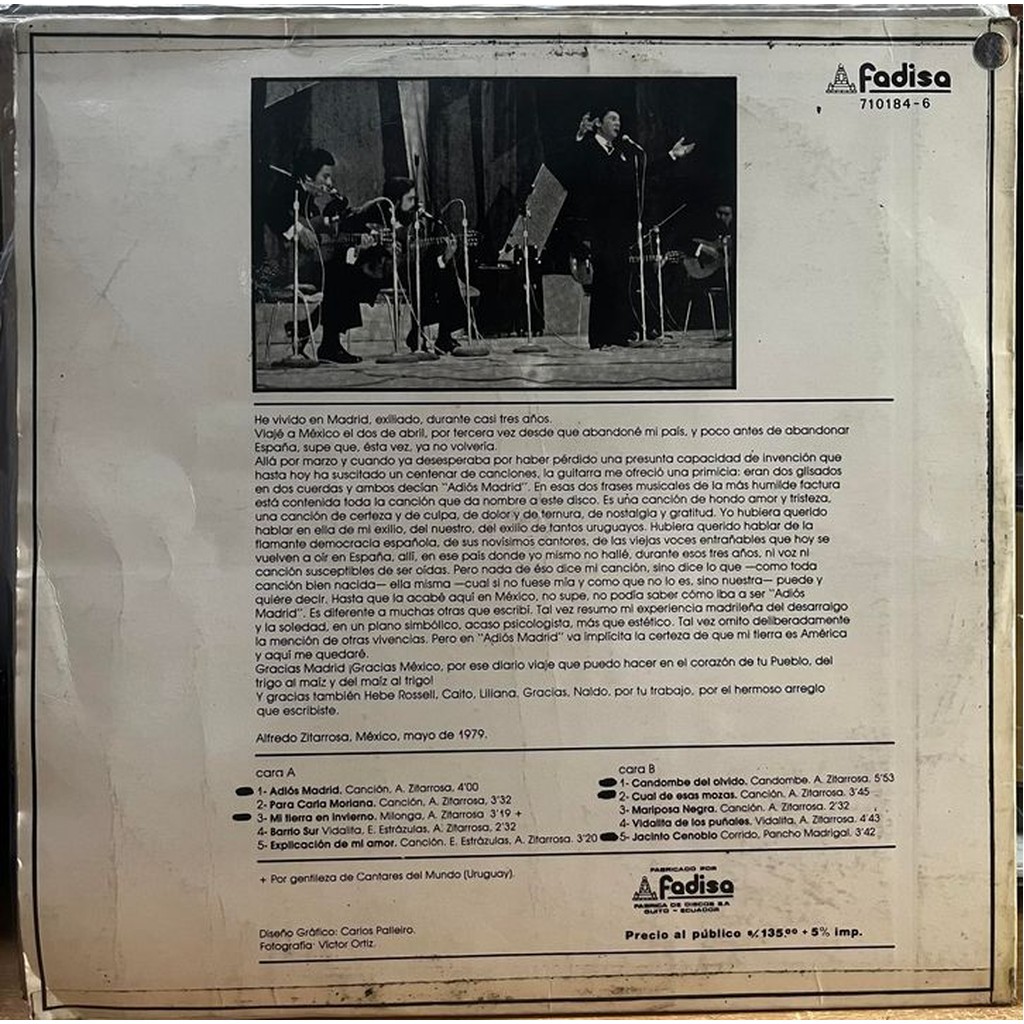 fadisa
710184-6
He vivido en Madrid, exiliado, durante casi tres años.
Viajé a México el dos de abril, por tercera vez desde que abandoné mi país, y poco antes de abandonar
España, supe que, ésta vez, ya no volvería.
Allá por marzo y cuando ya desesperaba por haber pérdido una presunta capacidad de invención que
hasta hoy ha suscitado un centenar de canciones, la guitarra me ofreció una primicia: eran dos glisados
en dos cuerdas y ambos decían "Adiós Madrid". En esas dos frases musicales de la más humilde factura
está contenida toda la canción que da nombre a este disco. Es una canción de hondo amor y tristeza,
una canción de certeza y de culpa, de dolor y de ternura, de nostalgia y gratitud. Yo hubiera querido
hablar en ella de mi exilio, del nuestro, del exilio de tantos uruguayos. Hubiera querido hablar de la
flamante democracia española, de sus novísimos cantores, de las viejas voces entrañables que hoy se
vuelven a oír en España, allí, en ese país donde yo mismo no hallé, durante esos tres años, ni voz ni
canción susceptibles de ser oídas. Pero nada de éso dice mi canción, sino dice lo que —como toda
canción bien nacida— ella misma —cual si no fuese mía y como que no lo es, sino nuestra— puede y
quiére decir. Hasta que la acabé aquí en México, no supe, no podía saber cómo iba a ser "Adiós
Madrid". Es diferente a muchas otras que escribí. Tal vez resumo mi experiencia madrileña del desarraigo
y la soledad, en un plano simbólico, acaso psicologista, más que estético. Tal vez omito deliberadamente
la mención de otras vivencias. Pero en "Adiós Madrid" va implícita la certeza de que mi tierra es América
y aquí me quedaré.
Gracias Madrid ¡Gracias México, por ese diario viaje que puedo hacer en el corazón de tu Pueblo, del
trigo al maíz y del maíz al trigo!
Y gracias también Hebe Rossell, Caito, Liliana, Gracias, Naldo, por tu trabajo, por el hermoso arreglo
que escribiste.
Alfredo Zitarrosa, México, mayo de 1979.
cara A
1- Adiós Madrid. Canción, A. Zitarrosa, 4'00
2- Para Carla Moriana. Canción, A. Zitarrosa, 3'32
3- Mi tierra en invierno. Milonga, A. Zitarrosa 3'19 +
4- Barrio Sur Vidalita, E. Estrázulas, A. Zitarrosa, 2'32
5- Explicación de mi amor. Canción. E. Estrázulas, A. Zitarrosa. 3'20
cara B
1- Candombe del olvido. Candombe. A. Zitarrosa. 5'53
2- Cual de esas mozas. Canción. A. Zitarrosa. 3'45
3- Mariposa Negra. Canción. A. Zitarrosa. 2'32
4- Vidalita de los puñales. Vidalita, A. Zitarrosa. 4'43
5- Jacinto Cenobio Corrido, Pancho Madrigal. 3'42
+ Por gentileza de Cantares del Mundo (Uruguay).
FABRICADO POR
fadisa
FABRICA DE DISCOS S.A
QUITO - ECUADOR
Diseño Gráfico: Carlos Palleiro.
Fotografía: Victor Ortiz.
Precio al público s/.135.00 + 5% imp.